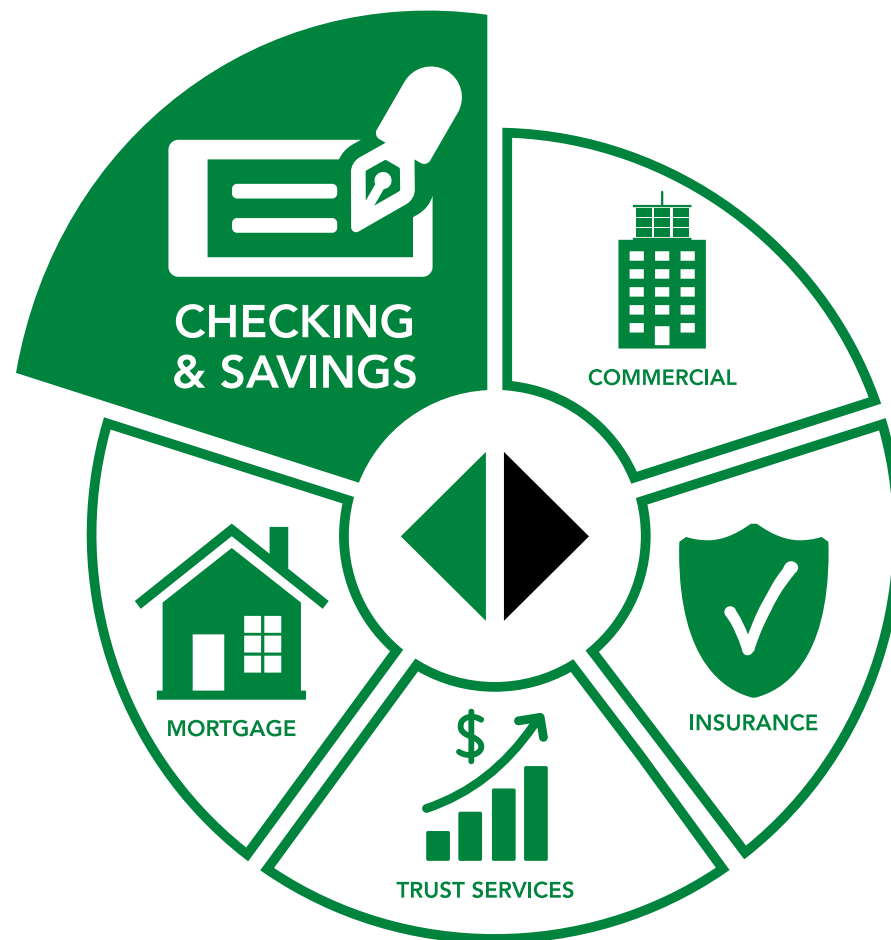 CHECKING
& SAVINGS
COMMERCIAL
INSURANCE
$
TRUST SERVICES
MORTGAGE